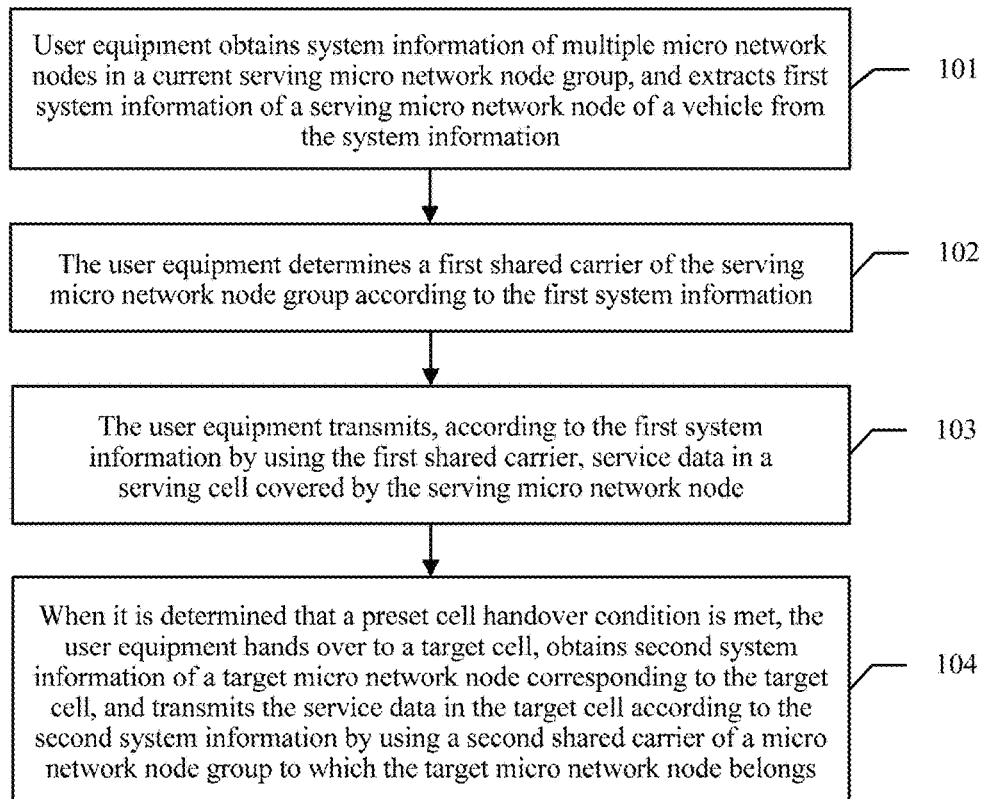 User equipment obtains system information of multiple micro network
nodes in a current serving micro network node group, and extracts first
system information of a serving micro network node of a vehicle from
the system information
101
The user equipment determines a first shared carrier of the serving
micro network node group according to the first system information
102
The user equipment transmits, according to the first system
information by using the first shared carrier, service data in a
serving cell covered by the serving micro network node
103
When it is determined that a preset cell handover condition is met, the
user equipment hands over to a target cell, obtains second system
information of a target micro network node corresponding to the target
cell, and transmits the service data in the target cell according to the
second system information by using a second shared carrier of a micro
network node group to which the target micro network node belongs
104